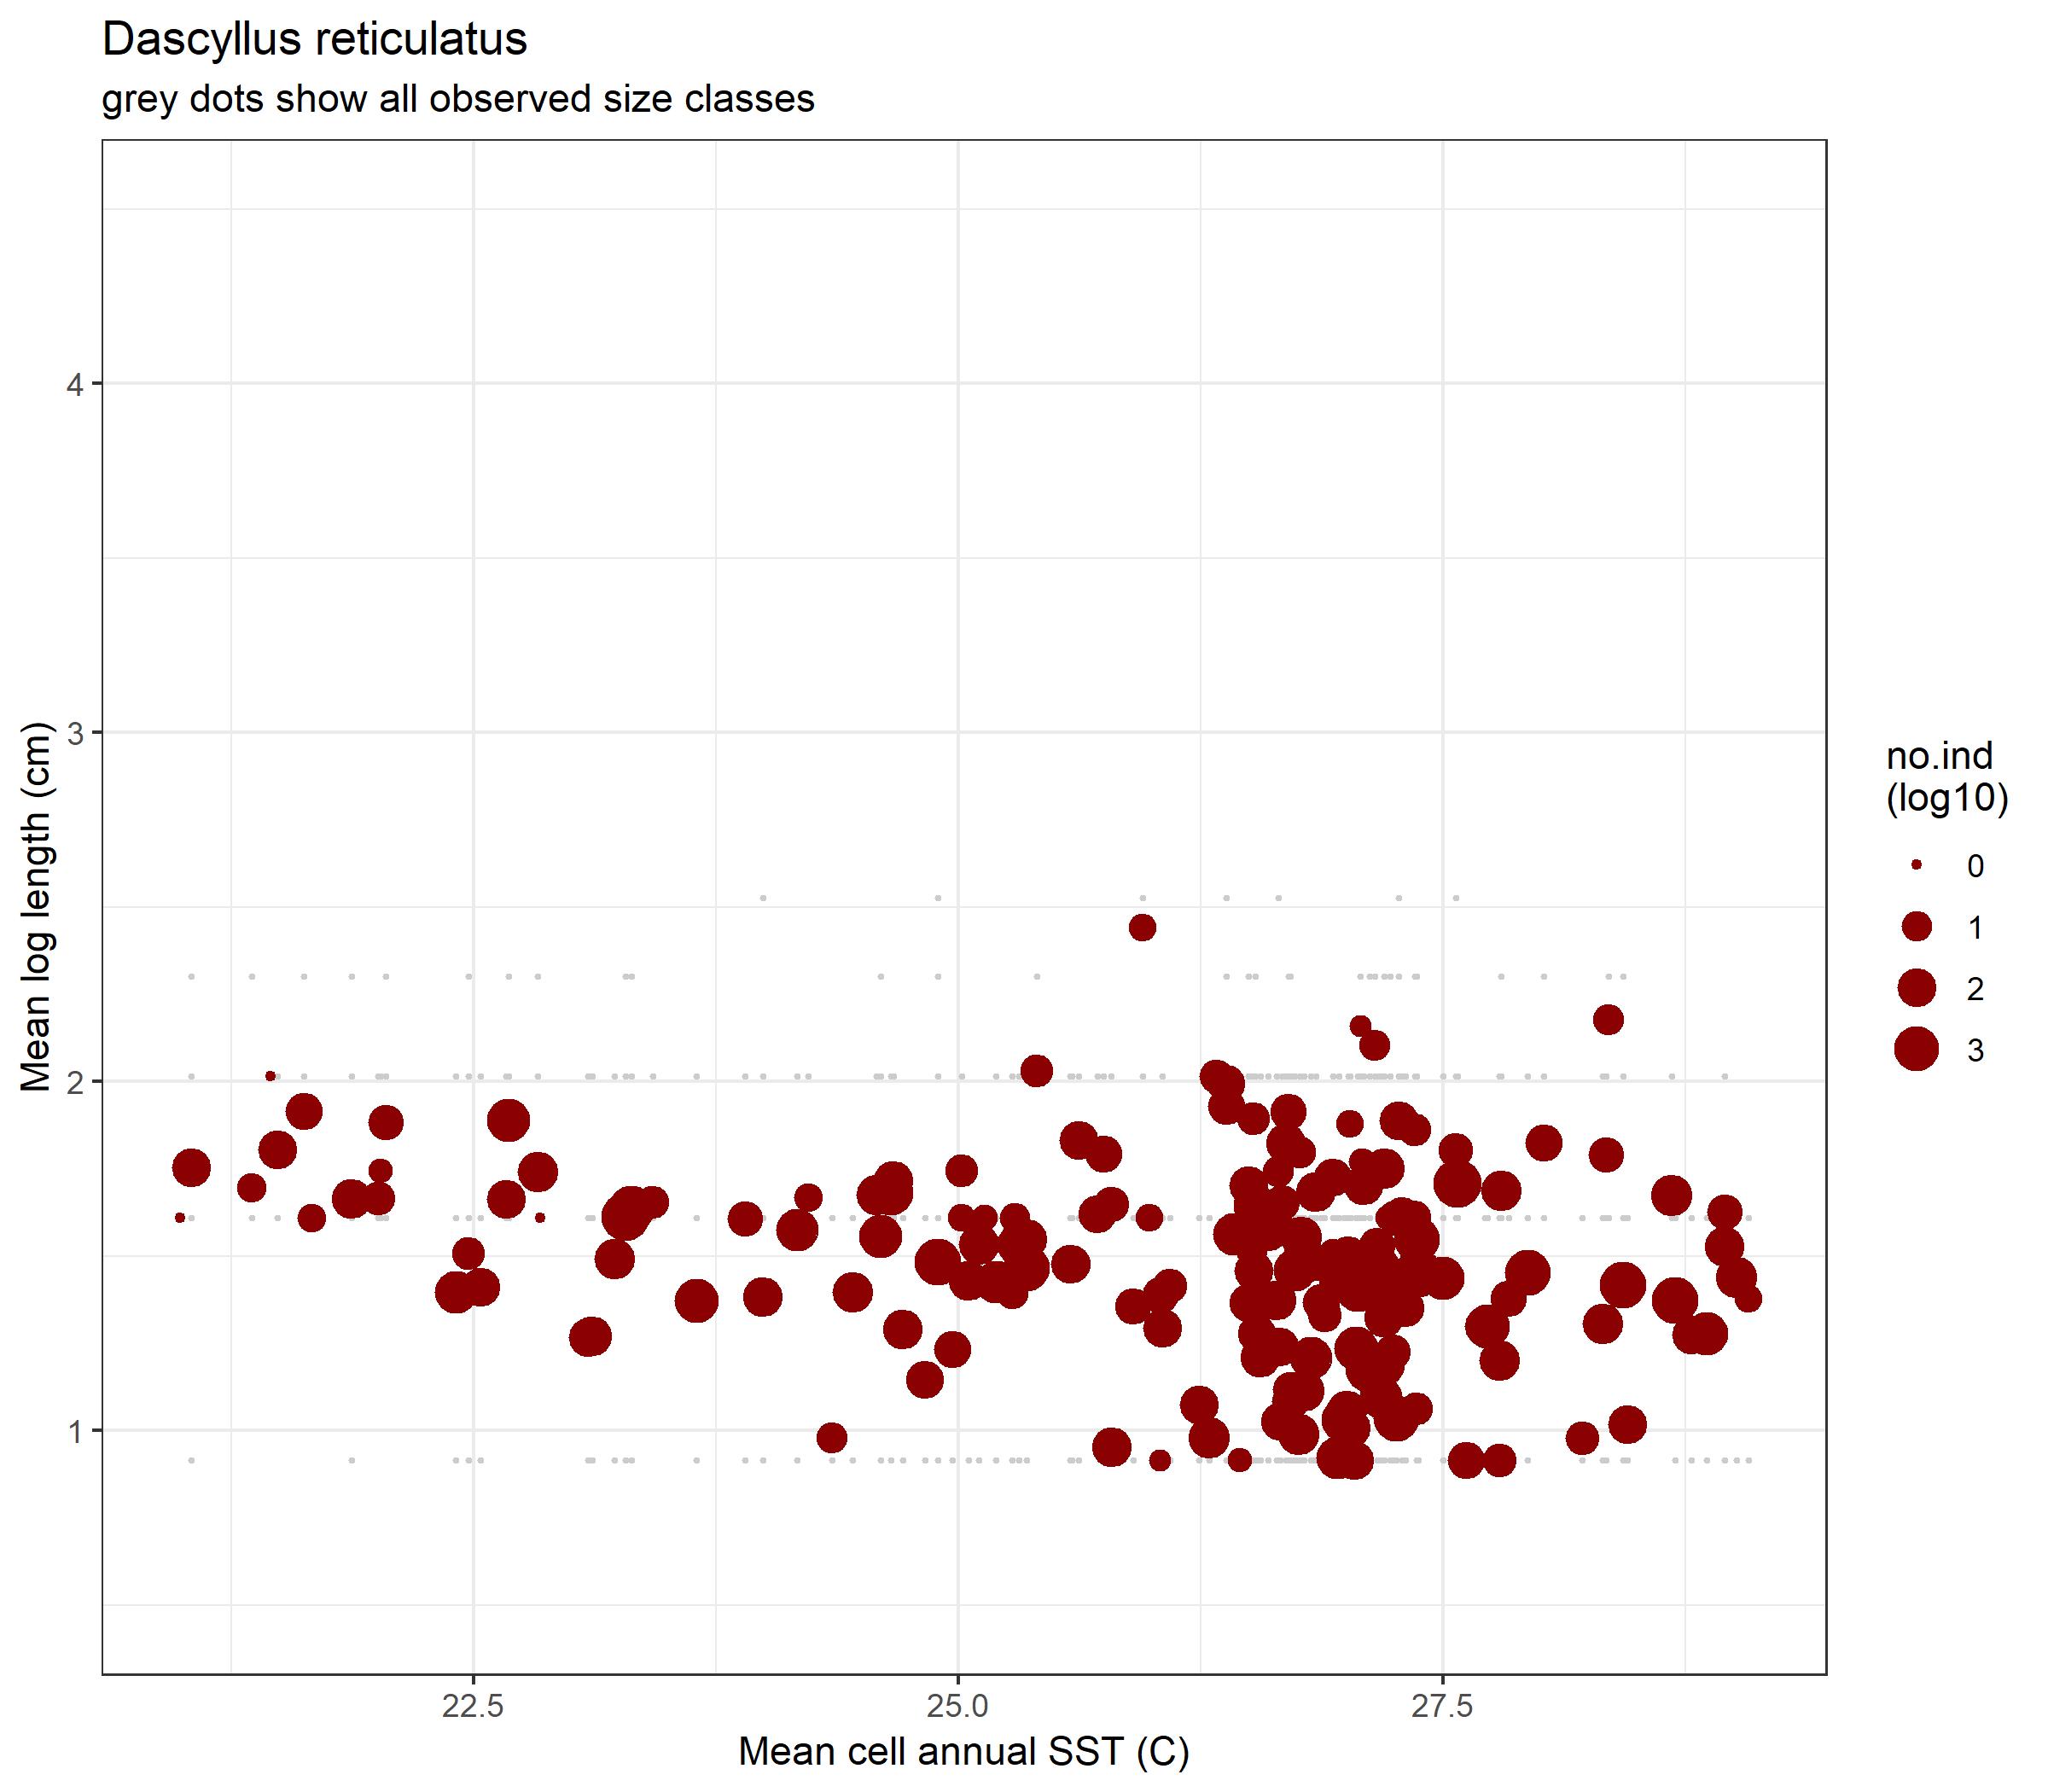 Dascyllus reticulatus
grey dots show all observed size classes
Mean log length (cm)
4
3
2
1
22.5
25.0
27.5
Mean cell annual SST (C)
no.ind
(log10)
0
1
2
3